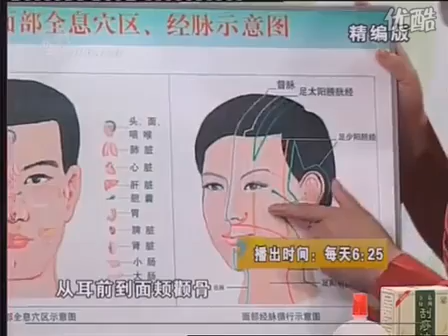 面部全息穴区、经脉示意图
优酷
精编版
督脉
足太阳膀胱经
足少阳胆经
头、面、
咽喉
肺脏
心脏
肝脏
胆囊
胃
脾脏
肾脏
小肠
大肠
播出时间：每天6:25
从耳前到面颊颧骨
部全息穴区示意图
面部经脉循行示意图
刮痧